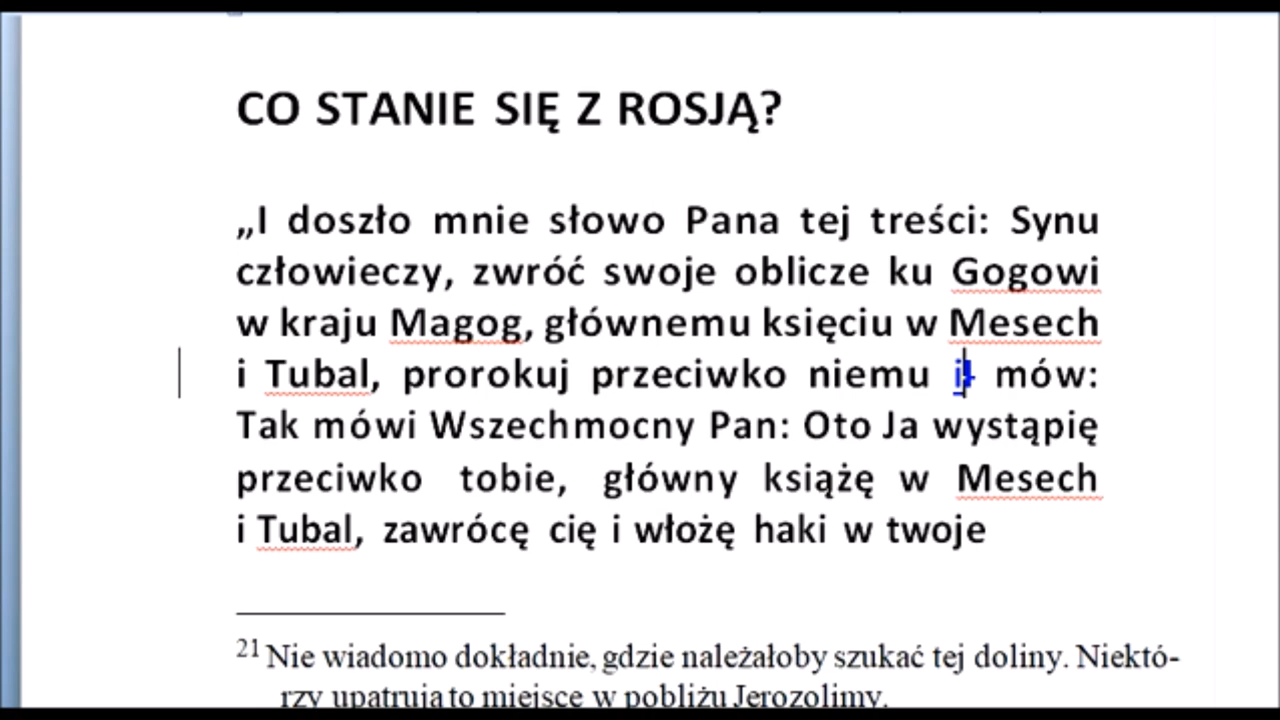 CO STANIE SIĘ Z ROSJĄ?
„I doszło mnie słowo Pana tej treści: Synu
człowieczy, zwróć swoje oblicze ku Gogowi
w kraju Magog, głównemu księciu w Mesech
i Tubal, prorokuj przeciwko niemu i mów:
Tak mówi Wszechmocny Pan: Oto Ja wystąpię
przeciwko tobie, główny książę w Mesech
i Tubal, zawrócę cię i włożę haki w twoje
21 Nie wiadomo dokładnie, gdzie należałoby szukać tej doliny. Niektó-
rzy upatrują to miejsce w pobliżu Jerozolimy.